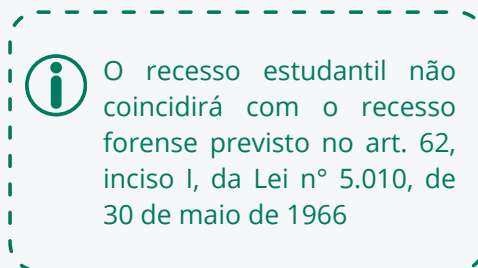 O recesso estudantil não
coincidirá com o recesso
forense previsto no art. 62,
inciso I, da Lei n° 5.010, de
30 de maio de 1966